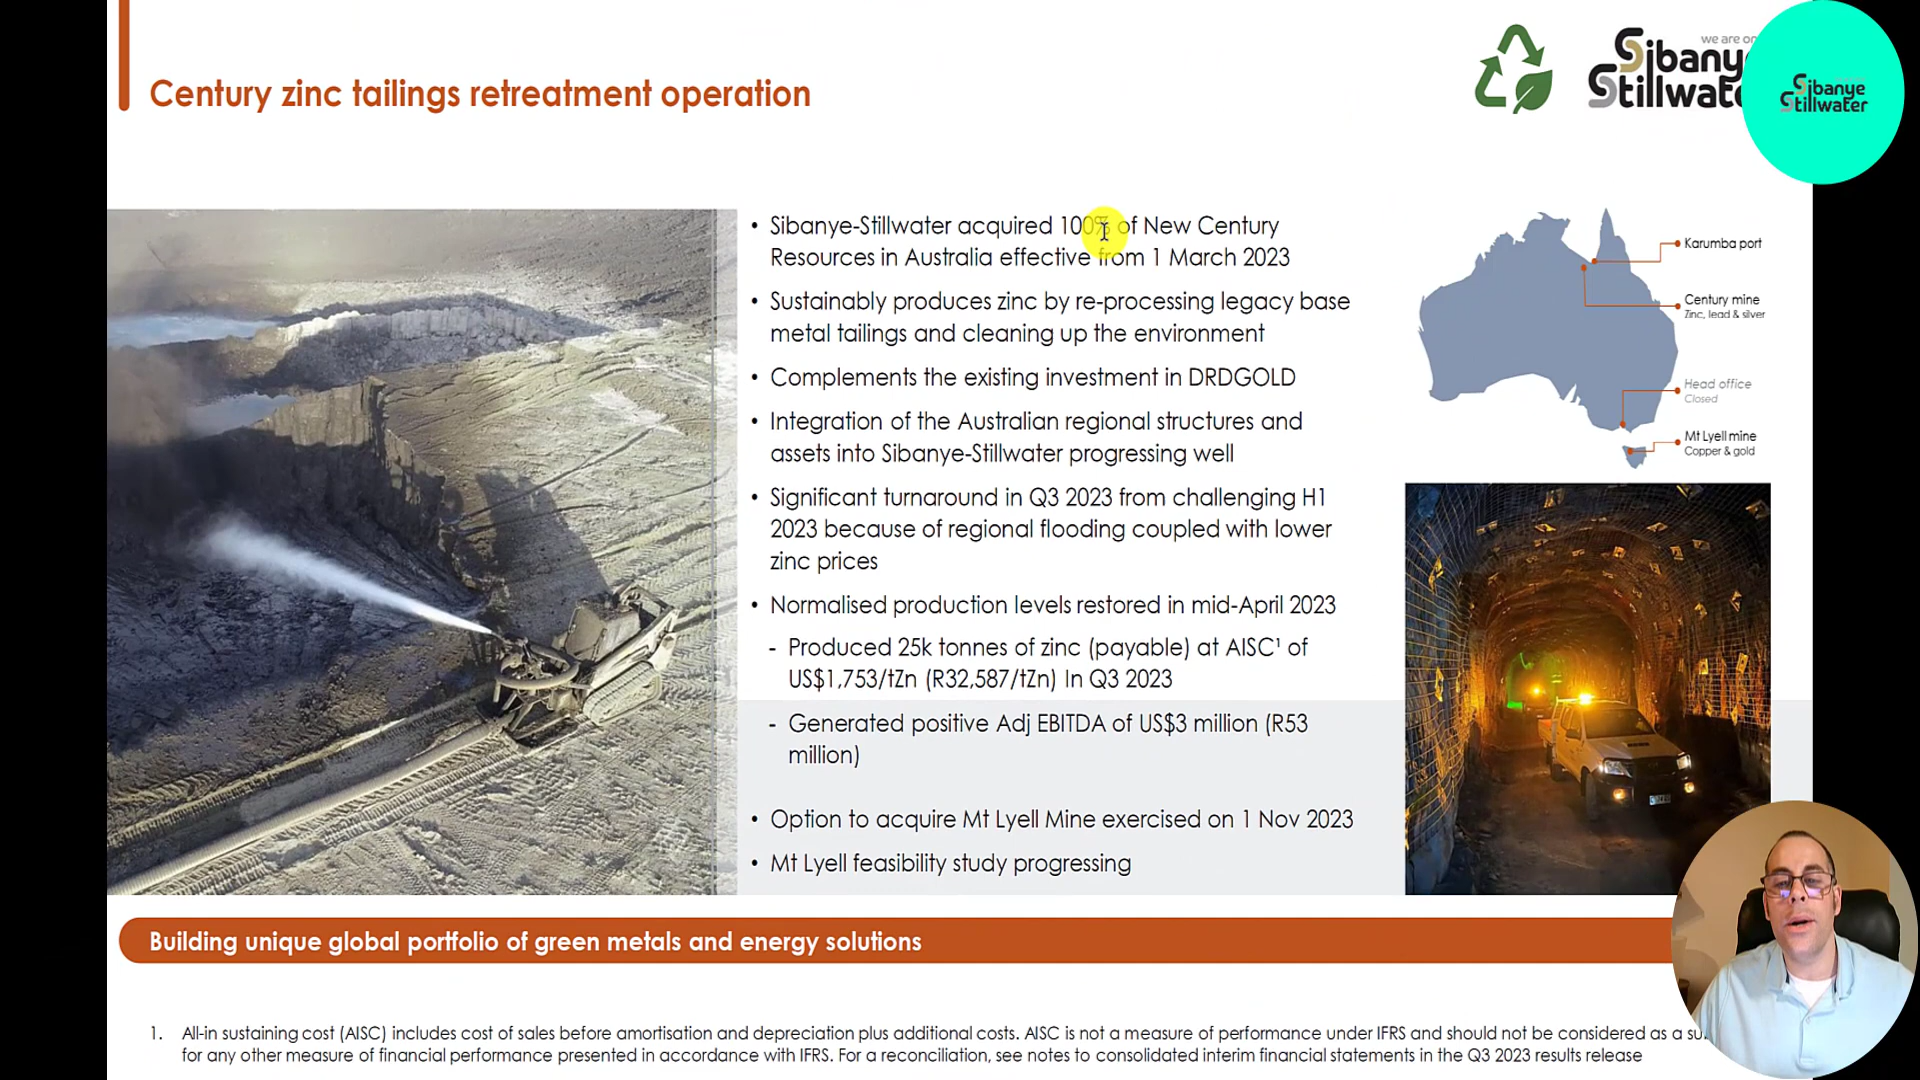 Century zinc tailings retreatment operation
we are
Sibanye
Stillwater
Sibanye
Stillwater
• Sibanye-Stillwater acquired 100% of New Century
Resources in Australia effective from 1 March 2023
• Sustainably produces zinc by re-processing legacy base
metal tailings and cleaning up the environment
• Complements the existing investment in DRDGOLD
• Integration of the Australian regional structures and
assets into Sibanye-Stillwater progressing well
• Significant turnaround in Q3 2023 from challenging H1
2023 because of regional flooding coupled with lower
zinc prices
• Normalised production levels restored in mid-April 2023
- Produced 25k tonnes of zinc (payable) at AISC¹ of
US$1,753/tZn (R32,587/tZn) In Q3 2023
- Generated positive Adj EBITDA of US$3 million (R53
million)
• Option to acquire Mt Lyell Mine exercised on 1 Nov 2023
• Mt Lyell feasibility study progressing
Karumba port
Century mine
Zinc, lead & silver
Head office
Closed
Mt Lyell mine
Copper & gold
Building unique global portfolio of green metals and energy solutions
1. All-in sustaining cost (AISC) includes cost of sales before amortisation and depreciation plus additional costs. AISC is not a measure of performance under IFRS and should not be considered as a
for any other measure of financial performance presented in accordance with IFRS. For a reconciliation, see notes to consolidated interim financial statements in the Q3 2023 results release